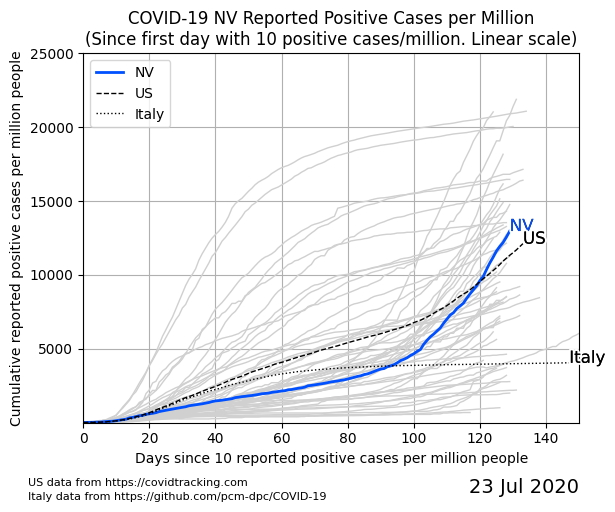 COVID-19 NV Reported Positive Cases per Million
(Since first day with 10 positive cases/million. Linear scale)
Cumulative reported positive cases per million people
25000
20000
15000
10000
5000
NV
US
Italy
NV
US
Italy
0
20
40
60
80
100
120
140
Days since 10 reported positive cases per million people
US data from https://covidtracking.com
Italy data from https://github.com/pcm-dpc/COVID-19
23 Jul 2020